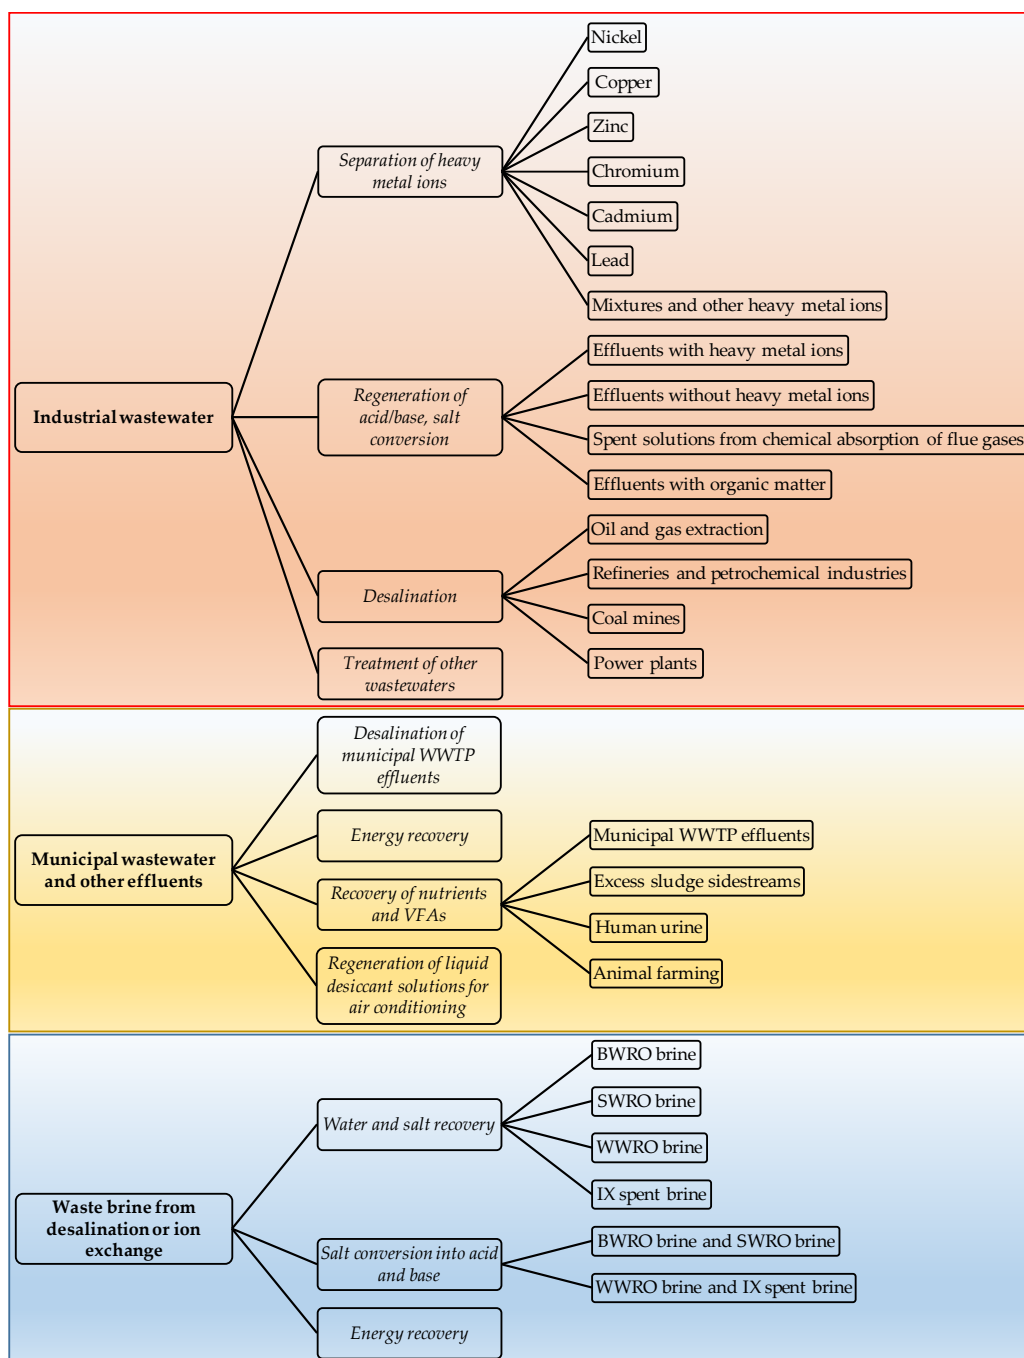 Nickel
Copper
Zinc
Separation of heavy
metal ions
Chromium
Cadmium
Lead
Mixtures and other heavy metal ions
Industrial wastewater
Regeneration of
acid/base, salt
conversion
Effluents with heavy metal ions
Effluents without heavy metal ions
Spent solutions from chemical absorption of flue gases
Effluents with organic matter
Desalination
Oil and gas extraction
Refineries and petrochemical industries
Coal mines
Power plants
Treatment of other
wastewaters
Municipal wastewater
and other effluents
Desalination of
municipal WWTP
effluents
Energy recovery
Recovery of nutrients
and VFAs
Municipal WWTP effluents
Excess sludge sidestreams
Human urine
Animal farming
Regeneration of liquid
desiccant solutions for
air conditioning
Waste brine from
desalination or ion
exchange
Water and salt recovery
BWRO brine
SWRO brine
WWRO brine
IX spent brine
Salt conversion into acid
and base
BWRO brine and SWRO brine
WWRO brine and IX spent brine
Energy recovery